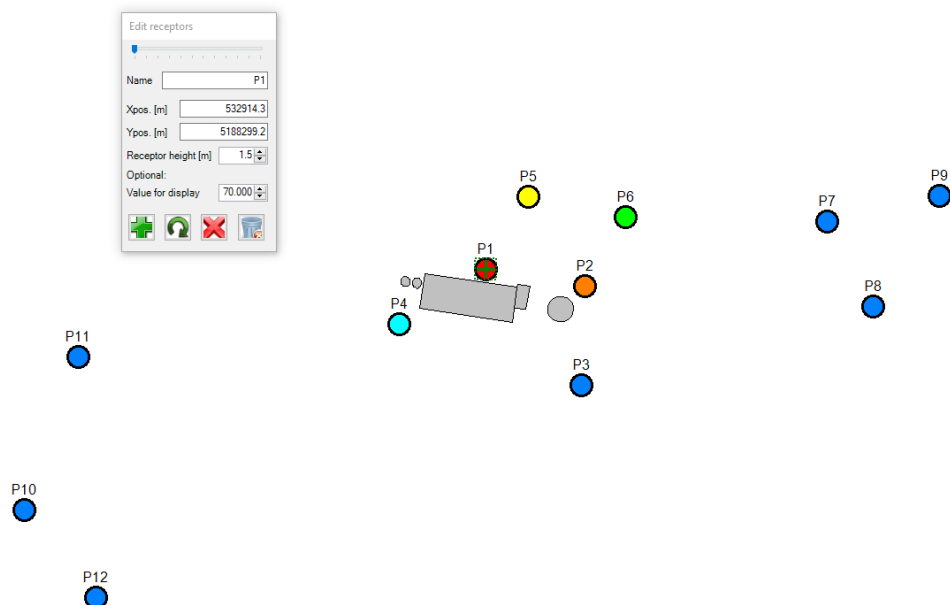 Edit receptors
Name P1
Xpos. [m] 532914.3
Ypos. [m] 5188299.2
Receptor height [m] 1.5
Optional:
Value for display 70.000
P5
P6
P7
P9
P1
P2
P8
P4
P11
P3
P10
P12